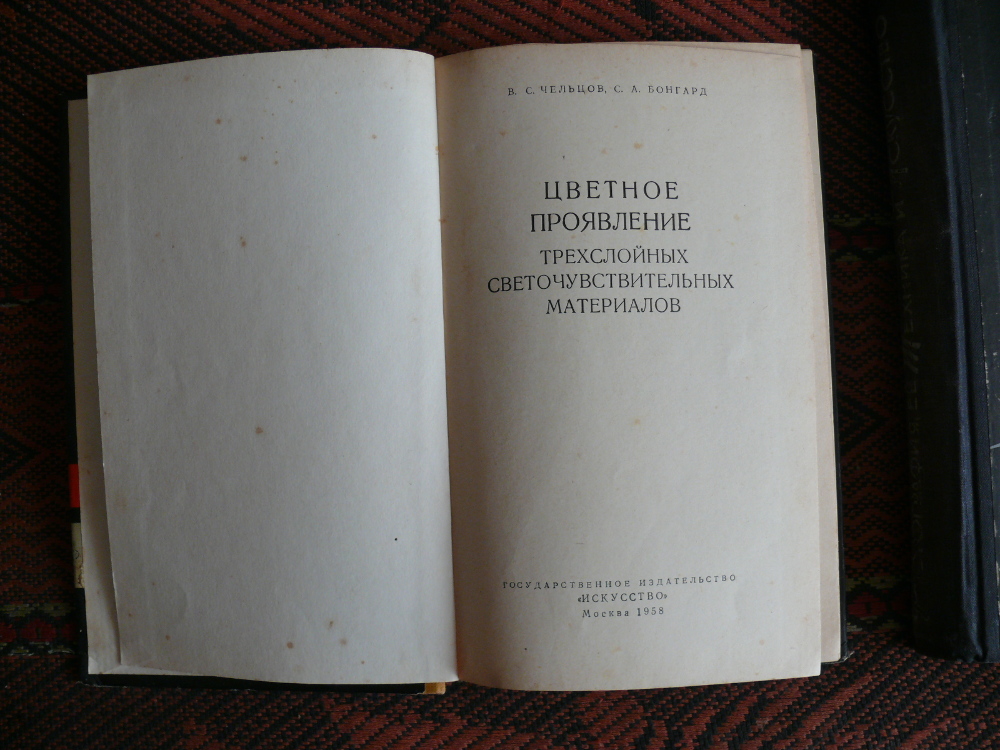 В. С. ЧЕЛЬЦОВ, С. А. БОНГАРД
ЦВЕТНОЕ
ПРОЯВЛЕНИЕ
ТРЕХСЛОЙНЫХ
СВЕТОЧУВСТВИТЕЛЬНЫХ
МАТЕРИАЛОВ
ГОСУДАРСТВЕННОЕ ИЗДАТЕЛЬСТВО
«ИСКУССТВО»
Москва 1958